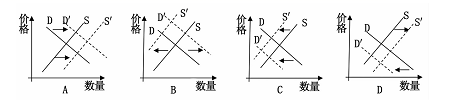 价格 D D′ S S′
数量
A
价格 D′ S′
D S
数量
B
价格 S′
D S
D′
数量
C
价格 S
D S′
D′
数量
D